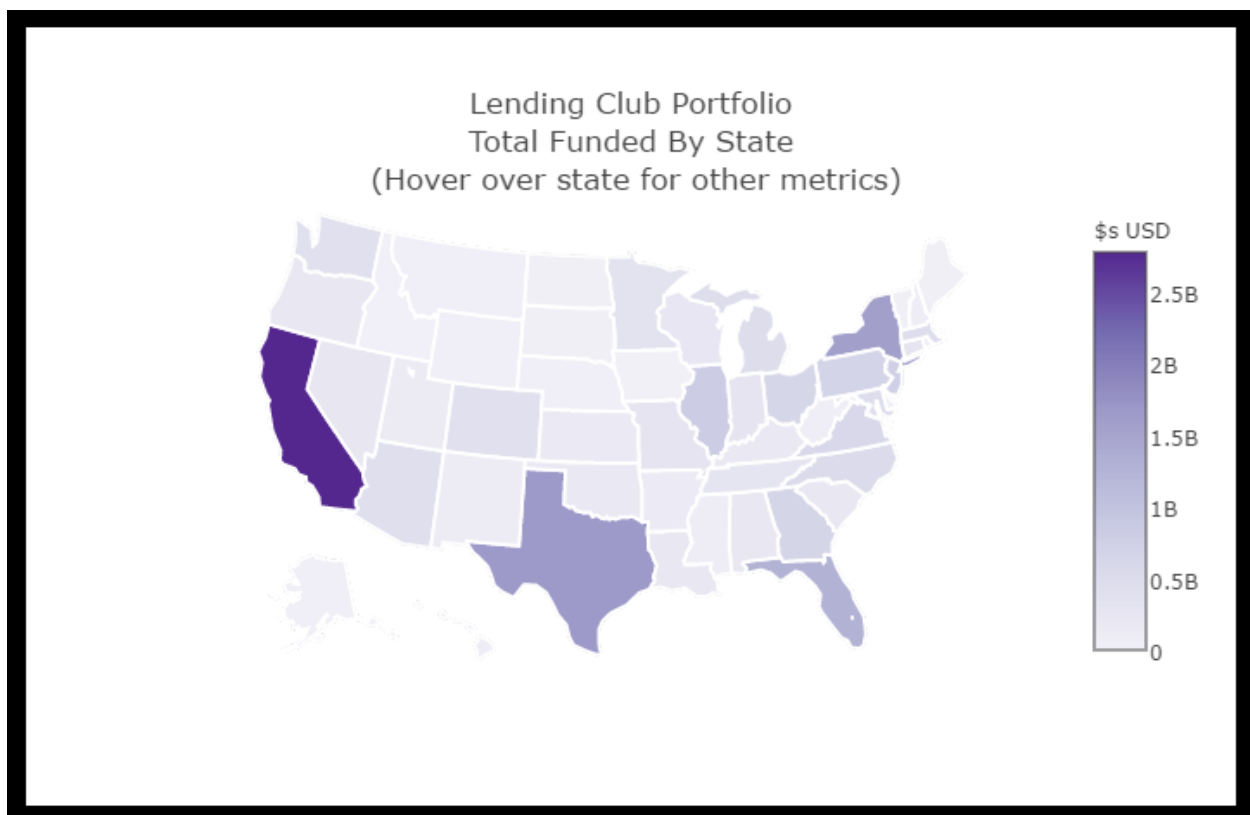 Lending Club Portfolio
Total Funded By State
(Hover over state for other metrics)
$s USD
2.5B
2B
1.5B
1B
0.5B
0